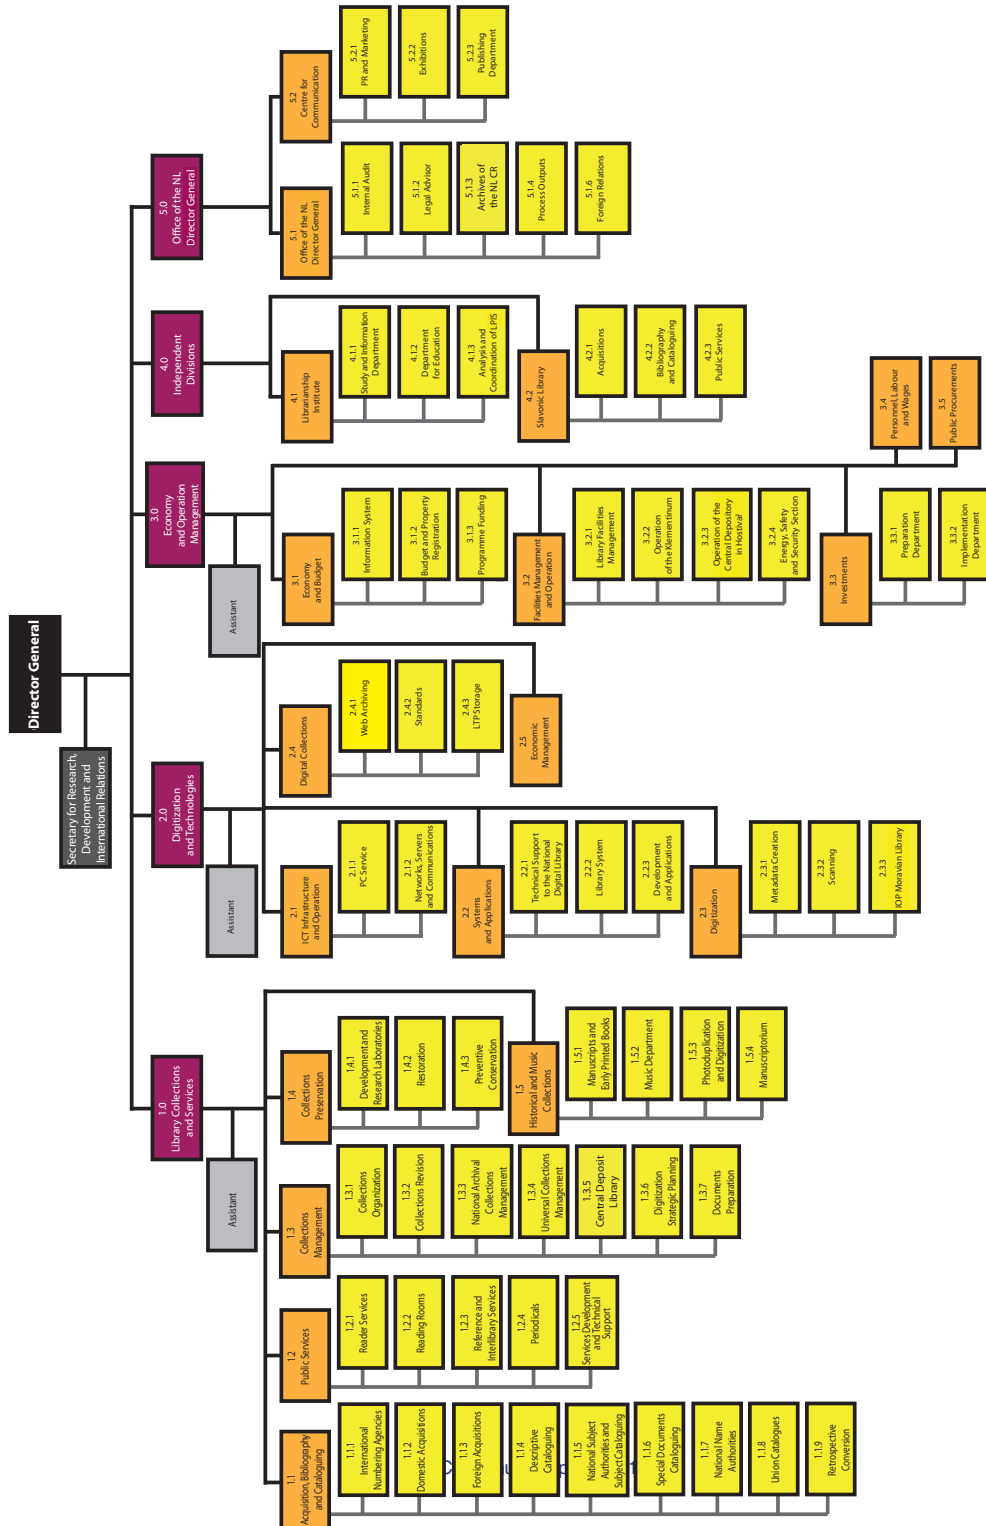 Director General
Secretary for Research,
Development and
International Relations
1.0
Library Collections
and Services
Assistant
1.1
Acquisition, Bibliography
and Cataloguing
1.1.1
International
Numbering Agencies
1.1.2
Domestic Acquisitions
1.1.3
Foreign Acquisitions
1.1.4
Descriptive
Cataloguing
1.1.5
National Subject
Authorities and
Subject Cataloguing
1.1.6
Special Documents
Cataloguing
1.1.7
National Name
Authorities
1.1.8
Union Catalogues
1.1.9
Retrospective
Conversion
1.2
Public Services
1.2.1
Reader Services
1.2.2
Reading Rooms
1.2.3
Reference and
Interlibrary Services
1.2.4
Periodicals
1.2.5
Services Development
and Technical
Support
1.3
Collections
Management
1.3.1
Collections
Organization
1.3.2
Collections Revision
1.3.3
National Archival
Collections
Management
1.3.4
Universal Collections
Management
1.3.5
Central Deposit
Library
1.3.6
Digitization
Strategic Planning
1.3.7
Documents
Preparation
1.4
Collections
Preservation
1.4.1
Development and
Research Laboratories
1.4.2
Restoration
1.4.3
Preventive
Conservation
1.5
Historical and Music
Collections
1.5.1
Manuscripts and
Early Printed Books
1.5.2
Music Department
1.5.3
Photoduplication
and Digitization
1.5.4
Manuscriptorium
2.0
Digitization
and Technologies
Assistant
2.1
ICT Infrastructure
and Operation
2.1.1
PC Service
2.1.2
Networks, Servers
and Communications
2.2
Systems
and Applications
2.2.1
Technical Support
to the National
Digital Library
2.2.2
Library System
2.2.3
Development
and Applications
2.3
Digitization
2.3.1
Metadata Creation
2.3.2
Scanning
2.3.3
IOP Moravian Library
2.4
Digital Collections
2.4.1
Web Archiving
2.4.2
Standards
2.4.3
LTP Storage
2.5
Economic
Management
3.0
Economy
and Operation
Management
Assistant
3.1
Economy
and Budget
3.1.1
Information System
3.1.2
Budget and Property
Registration
3.1.3
Programme Funding
3.2
Facilities Management
and Operation
3.2.1
Library Facilities
Management
3.2.2
Operation
of the Klementinum
3.2.3
Operation of the
Central Depository
in Hostivař
3.2.4
Energy, Safety
and Security Section
3.3
Investments
3.3.1
Preparation
Department
3.3.2
Implementation
Department
3.4
Personnel, Labour
and Wages
3.5
Public Procurements
4.0
Independent
Divisions
4.1
Librarianship
Institute
4.1.1
Study and Information
Department
4.1.2
Department
for Education
4.1.3
Analysis and
Coordination of LPIS
4.2
Slavonic Library
4.2.1
Acquisitions
4.2.2
Bibliography
and Cataloguing
4.2.3
Public Services
5.0
Office of the NL
Director General
5.1
Office of the NL
Director General
5.1.1
Internal Audit
5.1.2
Legal Advisor
5.1.3
Archives of
the NL CR
5.1.4
Process Outputs
5.1.6
Foreign Relations
5.2
Centre for
Communication
5.2.1
PR and Marketing
5.2.2
Exhibitions
5.2.3
Publishing
Department